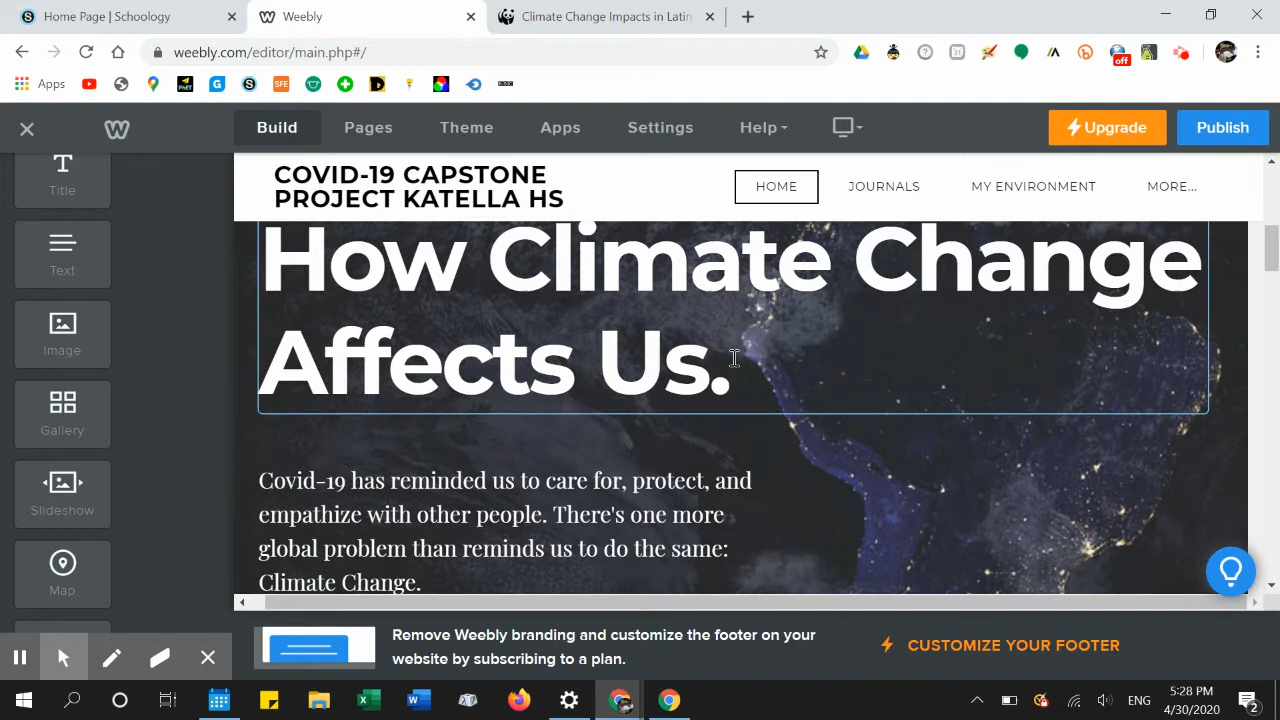 Home Page | Schoology
Weebly
Climate Change Impacts in Latin
weebly.com/editor/main.php#/
off
Apps
Build
Pages
Theme
Apps
Settings
Help
Upgrade
Publish
Title
Text
Image
Gallery
Slideshow
Map
COVID-19 CAPSTONE
PROJECT KATELLA HS
HOME
JOURNALS
MY ENVIRONMENT
MORE...
How Climate Change
Affects Us.
Covid-19 has reminded us to care for, protect, and
empathize with other people. There's one more
global problem than reminds us to do the same:
Climate Change.
Remove Weebly branding and customize the footer on your
website by subscribing to a plan.
CUSTOMIZE YOUR FOOTER
ENG
5:28 PM
4/30/2020
2